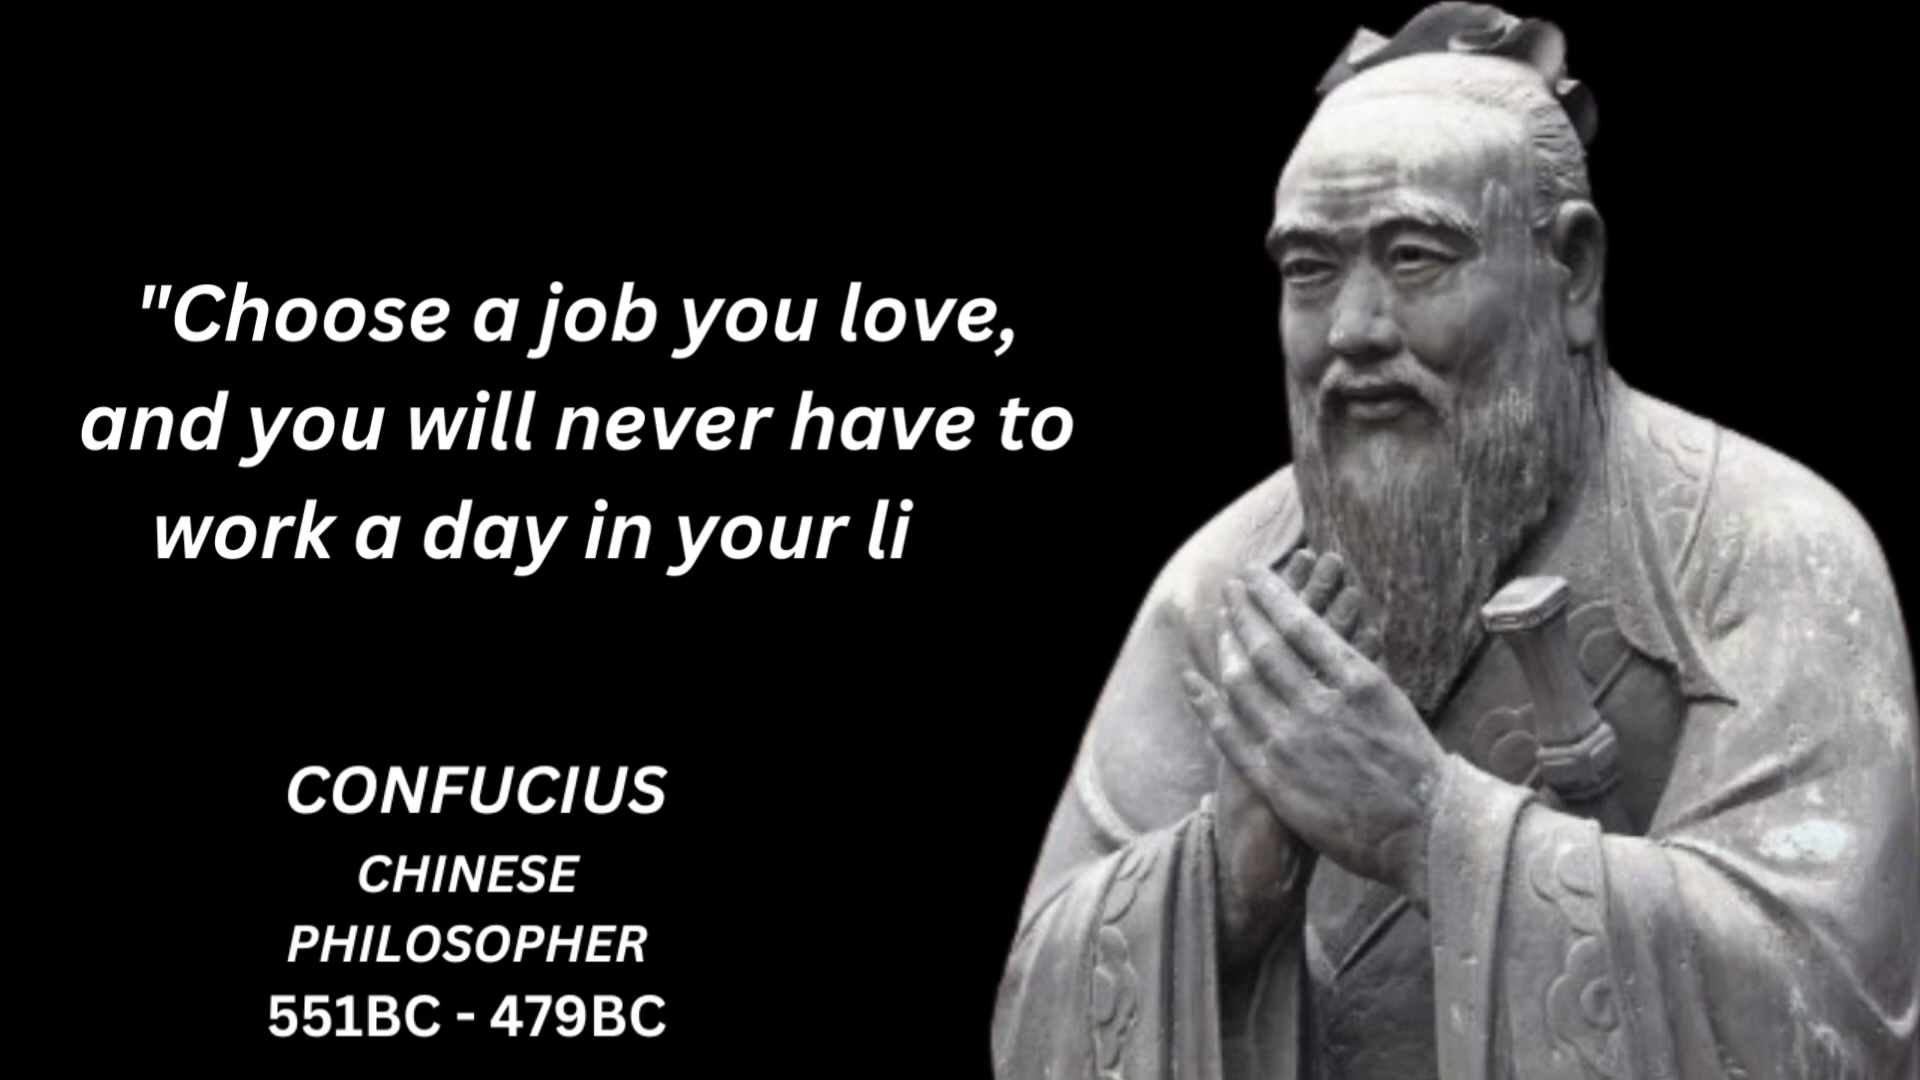 "Choose a job you love,
and you will never have to
work a day in your li
CONFUCIUS
CHINESE
PHILOSOPHER
551BC - 479BC